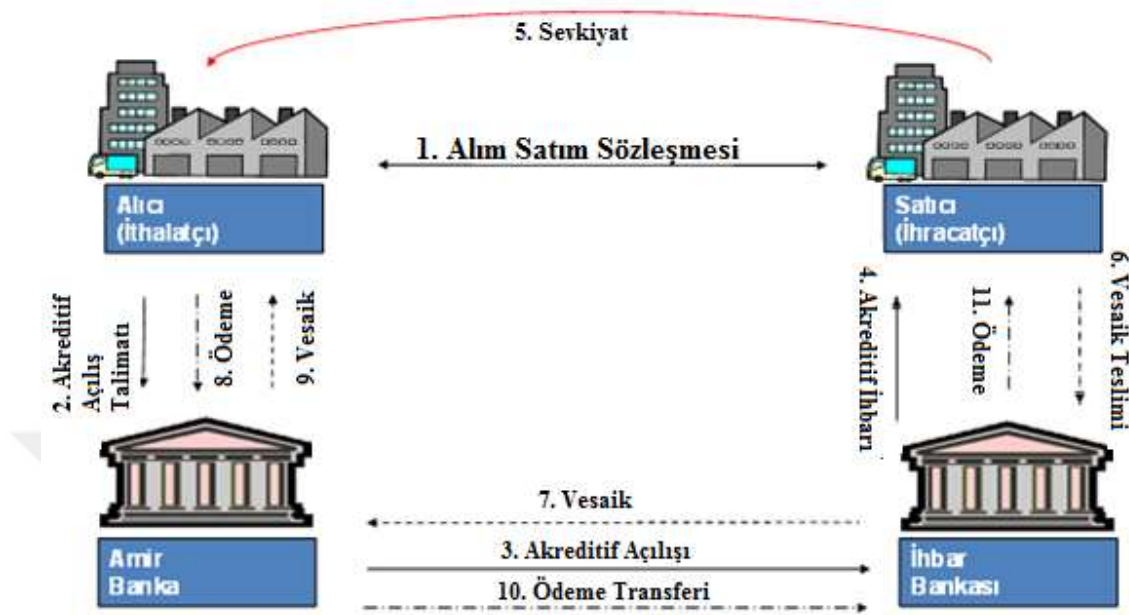 5. Sevkiyat
1. Alım Satım Sözleşmesi
Alıcı
(İthalatçı)
Satıcı
(İhracatçı)
2. Akreditif
Açılış
Talimatı
8. Ödeme
9. Vesaik
4. Akreditif İhbarı
11. Ödeme
6. Vesaik Teslimi
7. Vesaik
3. Akreditif Açılışı
10. Ödeme Transferi
Amir
Banka
İhbar
Bankası